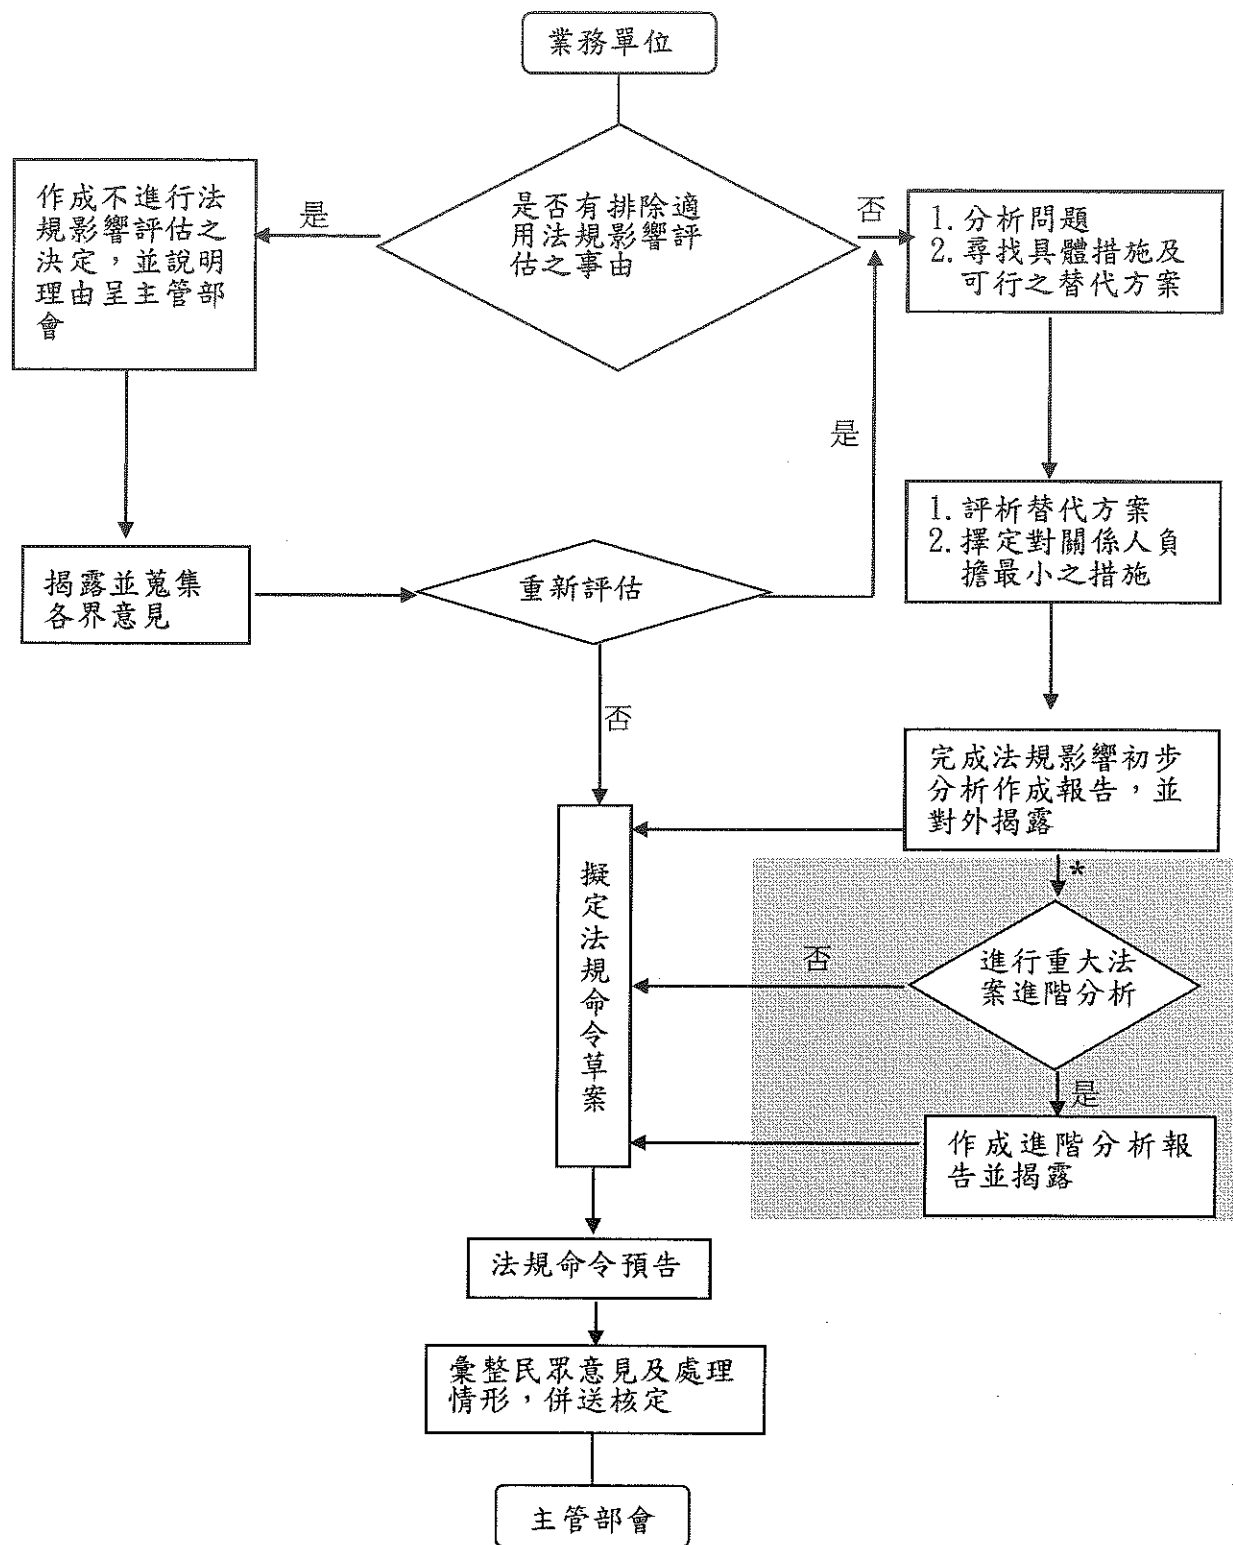 業務單位
是否有排除適
用法規影響評
估之事由
是
否
作成不進行法
規影響評估之
決定，並說明
理由呈主管部
會
1.分析問題
2.尋找具體措施及
可行之替代方案
是
1.評析替代方案
2.擇定對關係人負
擔最小之措施
揭露並蒐集
各界意見
重新評估
否
完成法規影響初步
分析作成報告，並
對外揭露
*
擬定法規命令草案
否
進行重大法
案進階分析
是
作成進階分析報
告並揭露
法規命令預告
彙整民眾意見及處理
情形，併送核定
主管部會